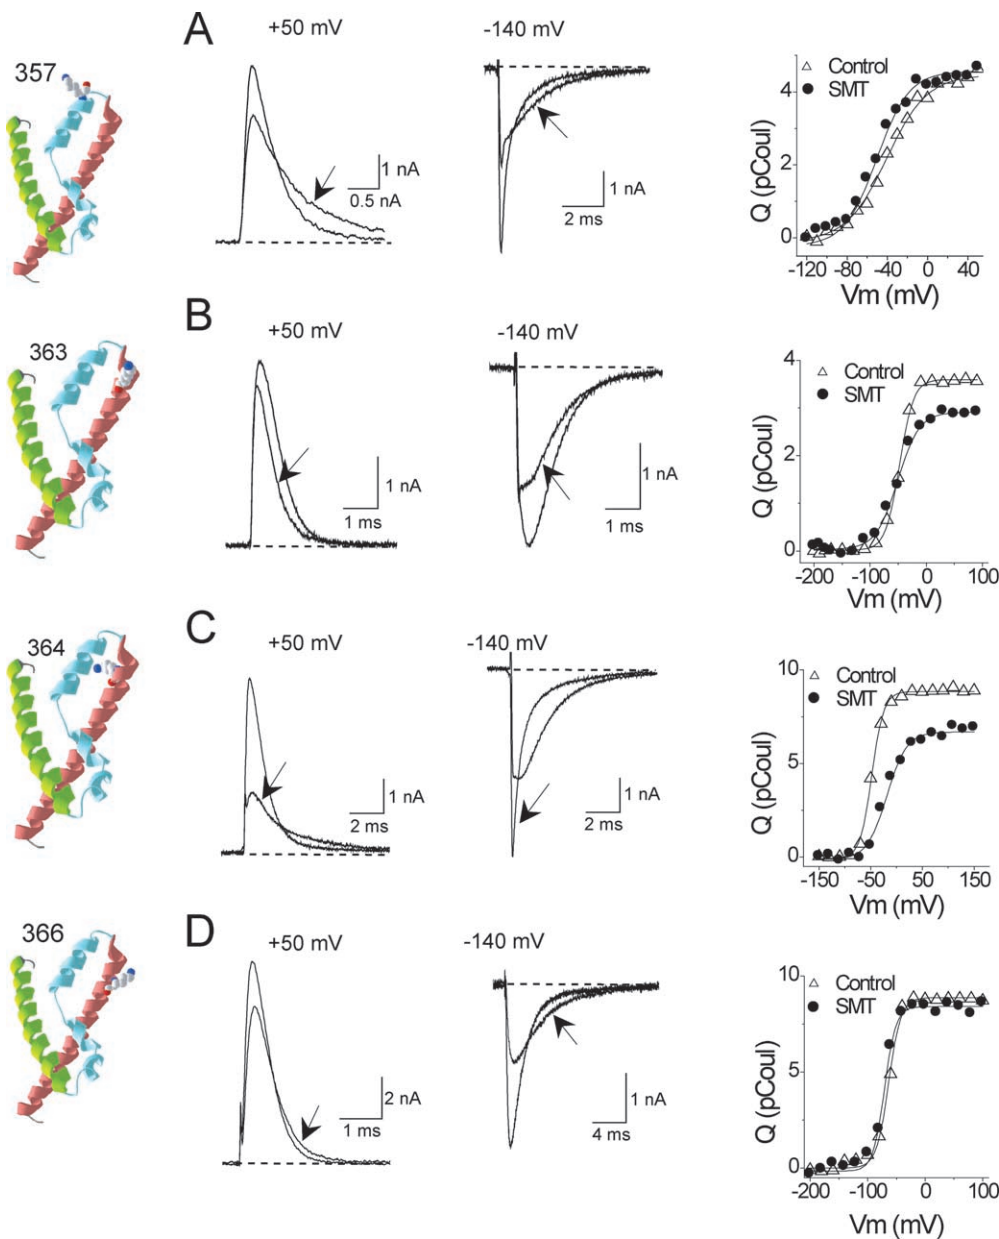 A
+50 mV
-140 mV
357
1 nA
0.5 nA
1 nA
2 ms
Control
SMT
Q (pCoul)
4
2
0
-120 -80 -40 0 40
Vm (mV)
B
+50 mV
-140 mV
363
1 nA
1 ms
1 nA
1 ms
Control
SMT
Q (pCoul)
4
2
0
-200 -100 0 100
Vm (mV)
C
+50 mV
-140 mV
364
1 nA
2 ms
1 nA
2 ms
Control
SMT
Q (pCoul)
10
5
0
-150 -50 50 150
Vm (mV)
D
+50 mV
-140 mV
366
2 nA
1 ms
1 nA
4 ms
Control
SMT
Q (pCoul)
10
5
0
-200 -100 0 100
Vm (mV)